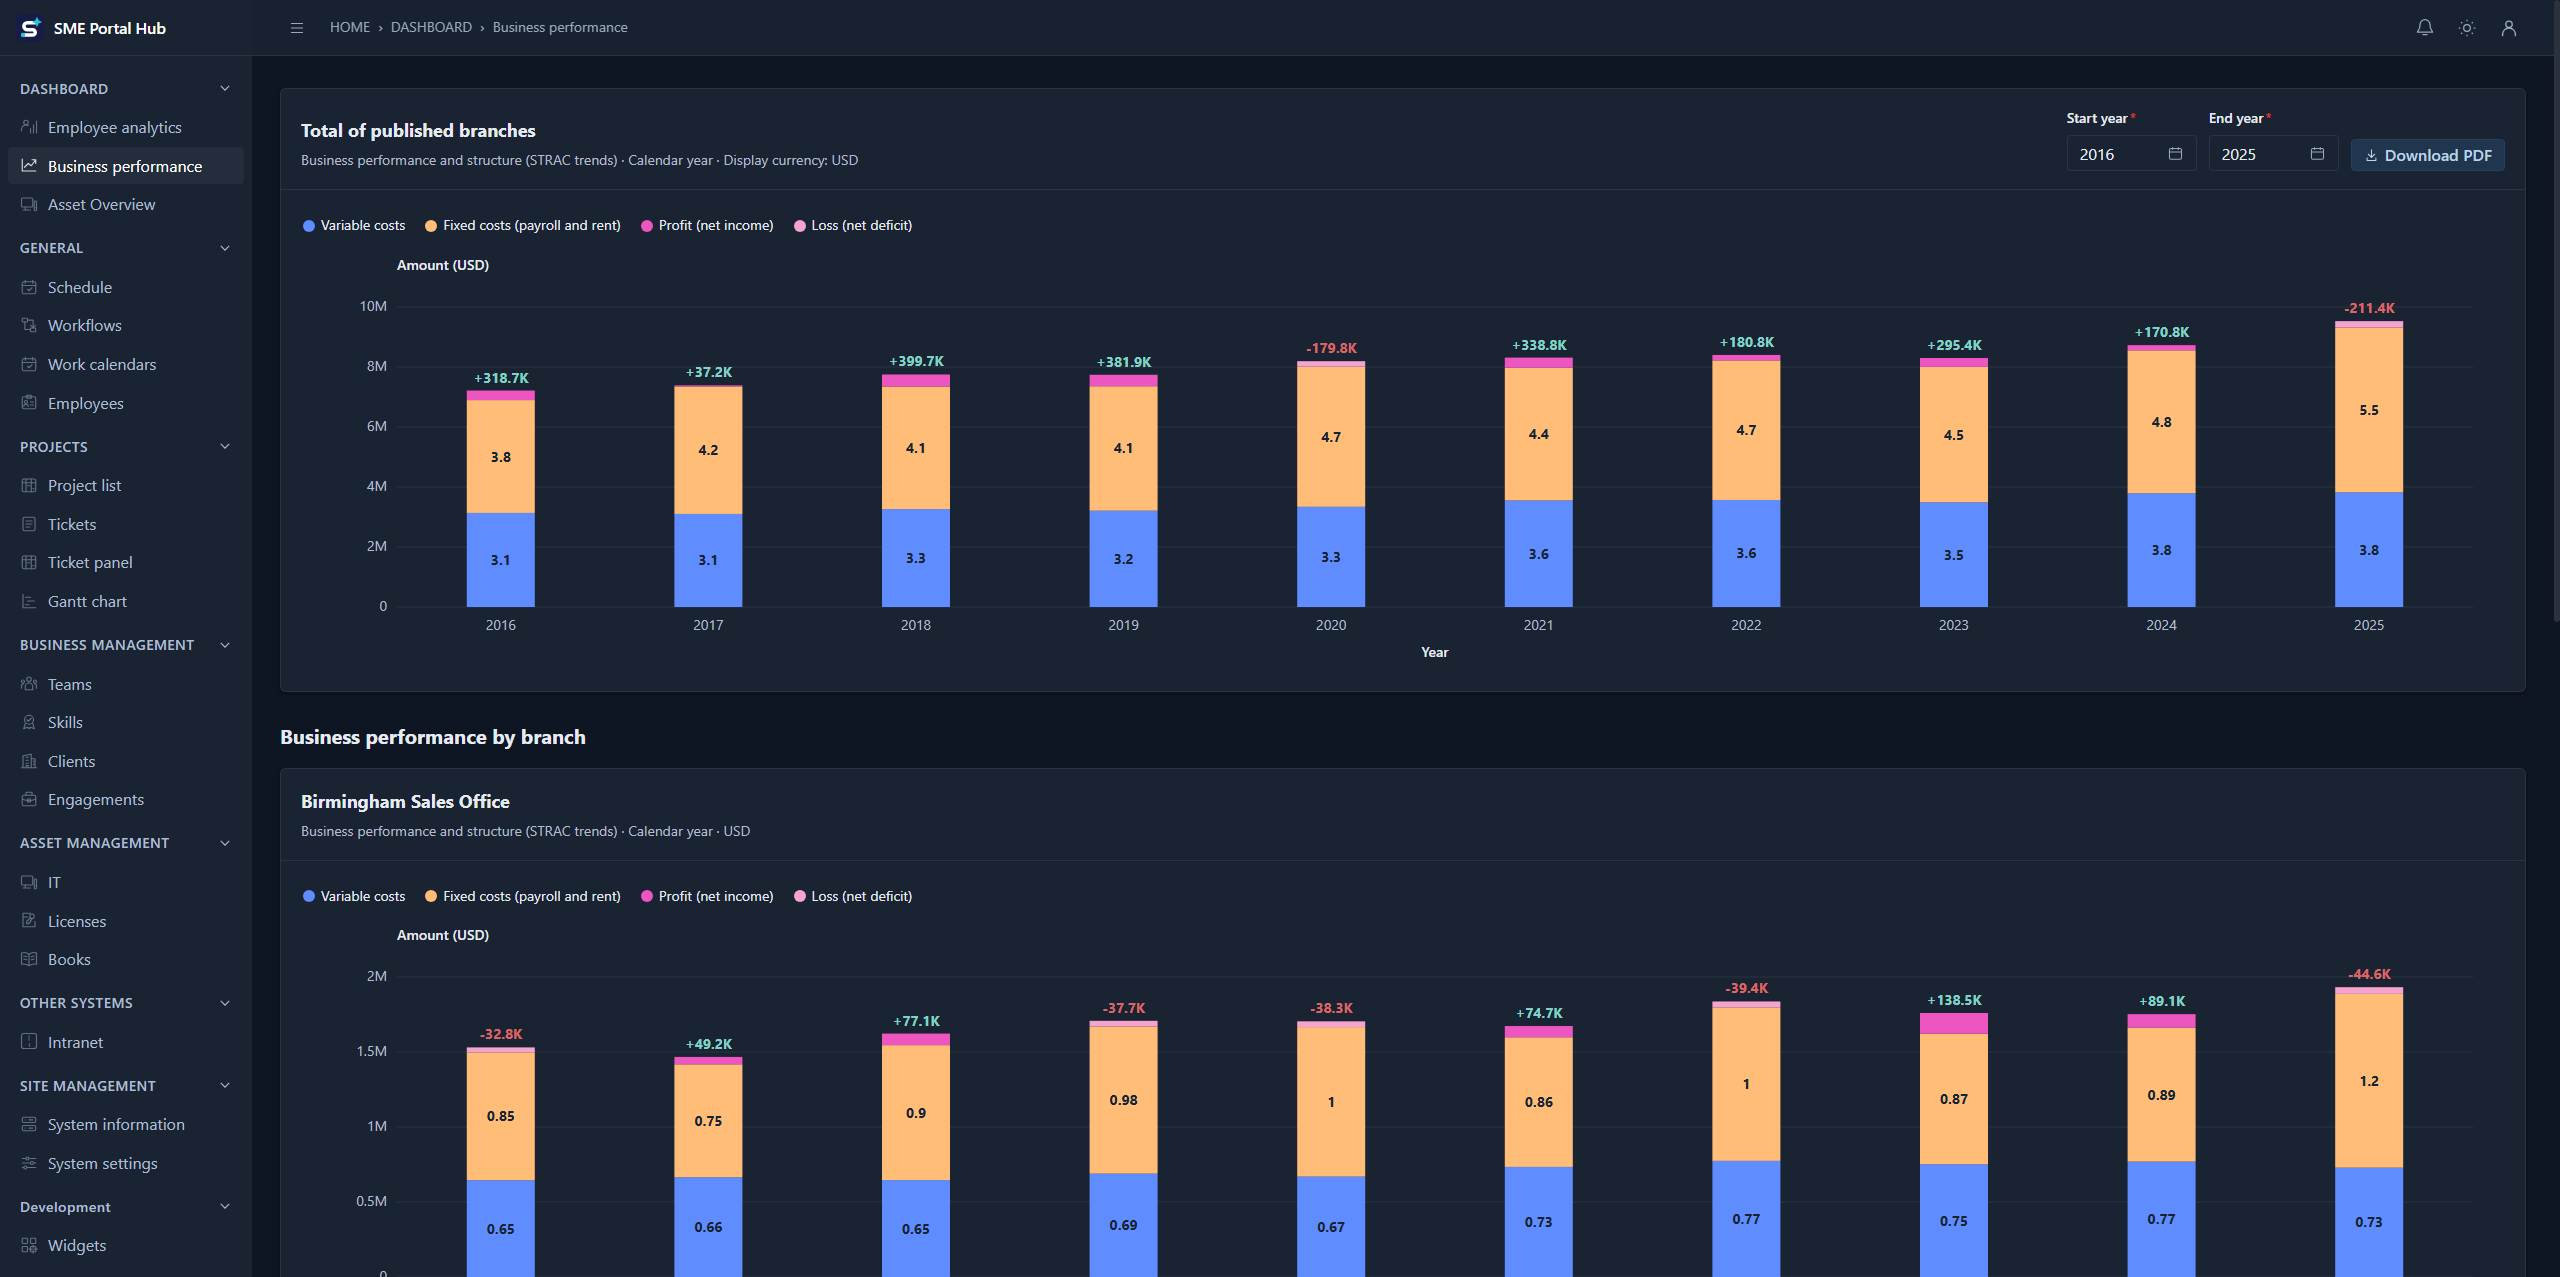 SME Portal Hub
HOME › DASHBOARD › Business performance
DASHBOARD
Employee analytics
Business performance
Asset Overview
GENERAL
Schedule
Workflows
Work calendars
Employees
PROJECTS
Project list
Tickets
Ticket panel
Gantt chart
BUSINESS MANAGEMENT
Teams
Skills
Clients
Engagements
ASSET MANAGEMENT
IT
Licenses
Books
OTHER SYSTEMS
Intranet
SITE MANAGEMENT
System information
System settings
Development
Widgets
Total of published branches
Business performance and structure (STRAC trends) · Calendar year · Display currency: USD
Start year* End year*
2016 2025 Download PDF
Variable costs Fixed costs (payroll and rent) Profit (net income) Loss (net deficit)
Amount (USD)
10M
8M
6M
4M
2M
0
+318.7K +37.2K +399.7K +381.9K -179.8K +338.8K +180.8K +295.4K +170.8K -211.4K
3.8 4.2 4.1 4.1 4.7 4.4 4.7 4.5 4.8 5.5
3.1 3.1 3.3 3.2 3.3 3.6 3.6 3.5 3.8 3.8
2016 2017 2018 2019 2020 2021 2022 2023 2024 2025
Year
Business performance by branch
Birmingham Sales Office
Business performance and structure (STRAC trends) · Calendar year · USD
Variable costs Fixed costs (payroll and rent) Profit (net income) Loss (net deficit)
Amount (USD)
2M
1.5M
1M
0.5M
0
-32.8K +49.2K +77.1K -37.7K -38.3K +74.7K -39.4K +138.5K +89.1K -44.6K
0.85 0.75 0.9 0.98 1 0.86 1 0.87 0.89 1.2
0.65 0.66 0.65 0.69 0.67 0.73 0.77 0.75 0.77 0.73